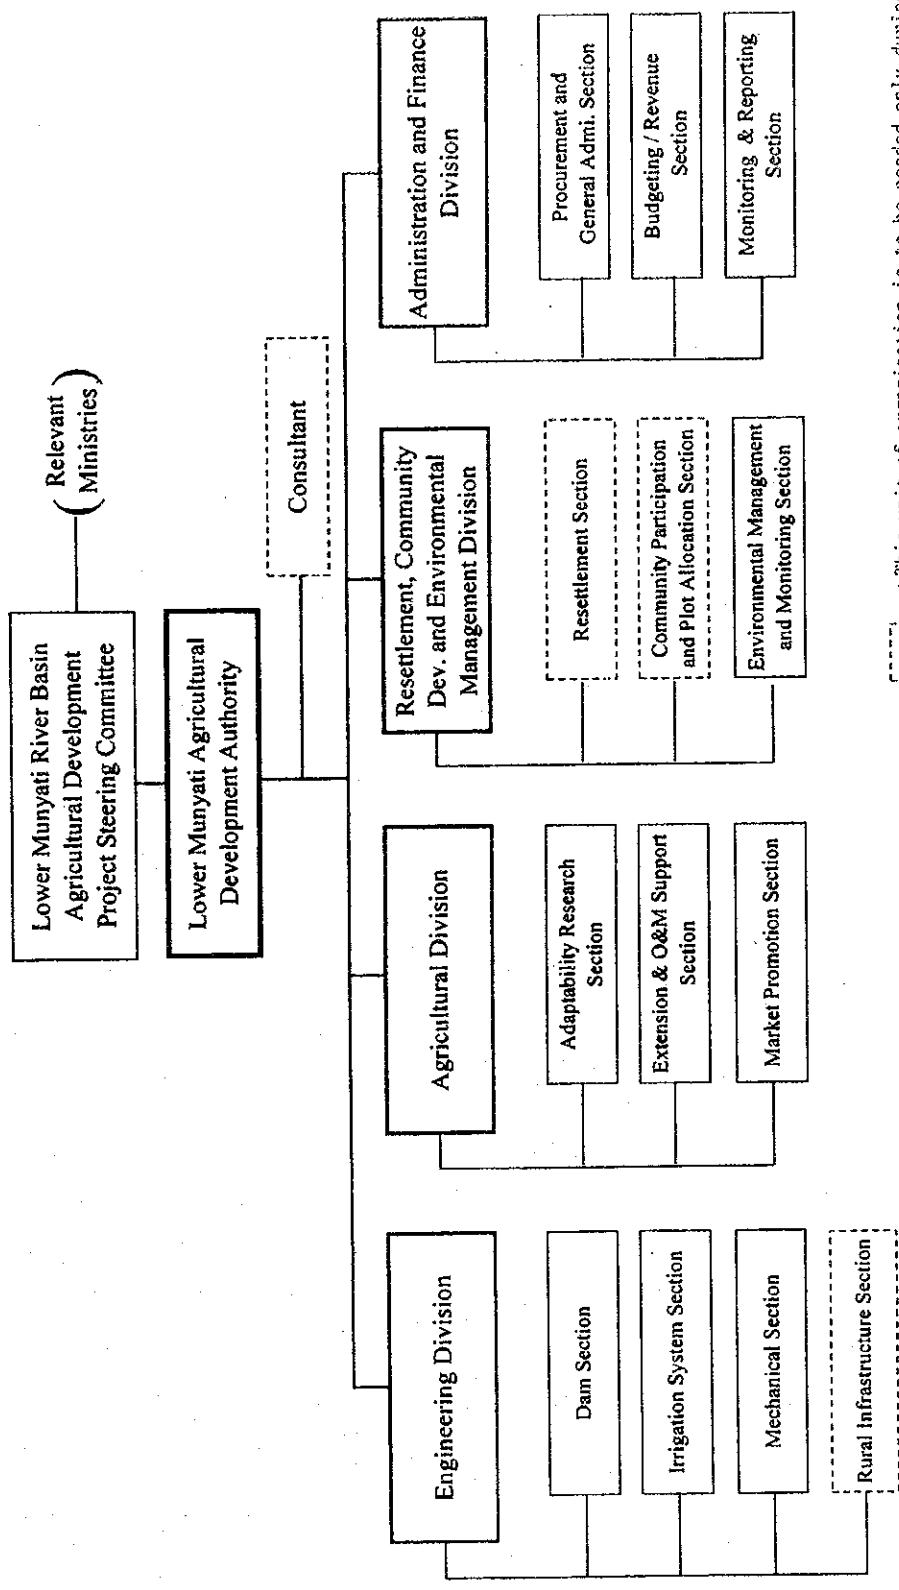 Lower Munyati River Basin
Agricultural Development
Project Steering Committee
(Relevant
Ministries)
Lower Munyati Agricultural
Development Authority
Consultant
Engineering Division
Dam Section
Irrigation System Section
Mechanical Section
Rural Infrastructure Section
Agricultural Division
Adaptability Research
Section
Extension & O&M Support
Section
Market Promotion Section
Resettlement, Community
Dev. and Environmental
Management Division
Resettlement Section
Community Participation
and Pilot Allocation Section
Environmental Management
and Monitoring Section
Administration and Finance
Division
Procurement and
General Admi. Section
Budgeting / Revenue
Section
Monitoring & Reporting
Section